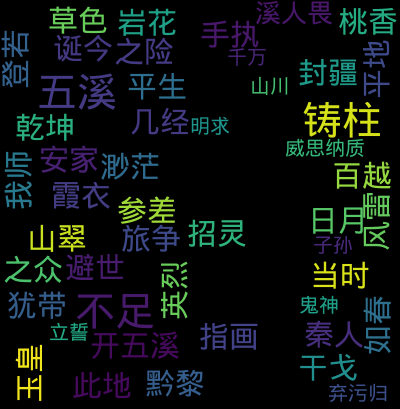 草色
岩花
手执
溪人畏
桃香
登若
诞今
之险
千万
平地
五溪
平生
山川
封疆
乾坤
几经
明求
铸柱
我师
安家
渺茫
威思纳质
百越
霞衣
参差
日月
风雷
山翠
旅争
招灵
子孙
之众
避世
英烈
当时
犹带
不足
鬼神
如春
立誓
开五溪
指画
秦人
玉皇
此地
黔黎
干戈
弃污归